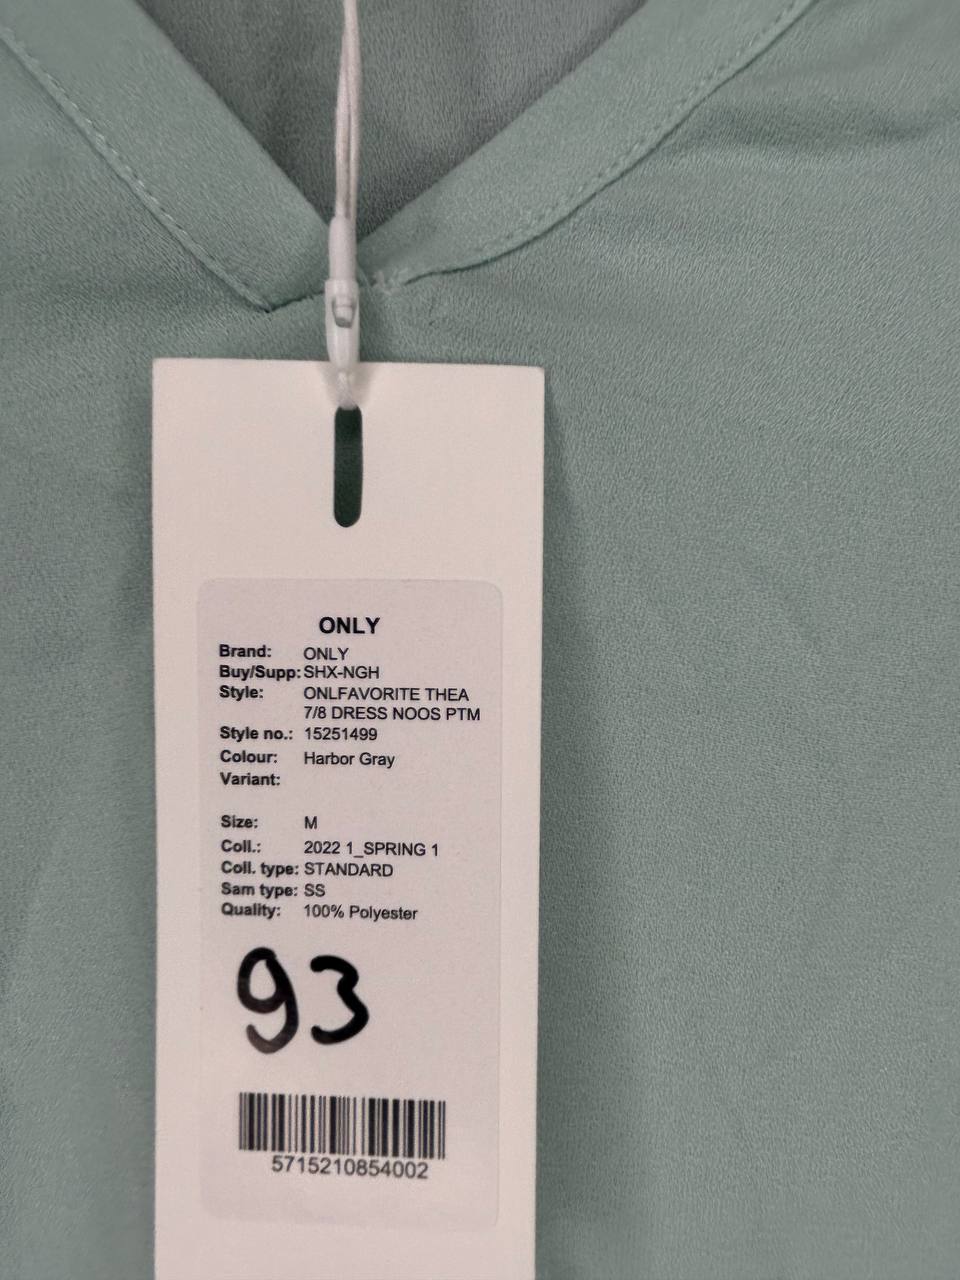 ONLY
Brand: ONLY
Buy/Supp: SHX-NGH
Style: ONLFAVORITE THEA
7/8 DRESS NOOS PTM
Style no.: 15251499
Colour: Harbor Gray
Variant:
Size: M
Coll.: 2022 1_SPRING 1
Coll. type: STANDARD
Sam type: SS
Quality: 100% Polyester
93
5715210854002